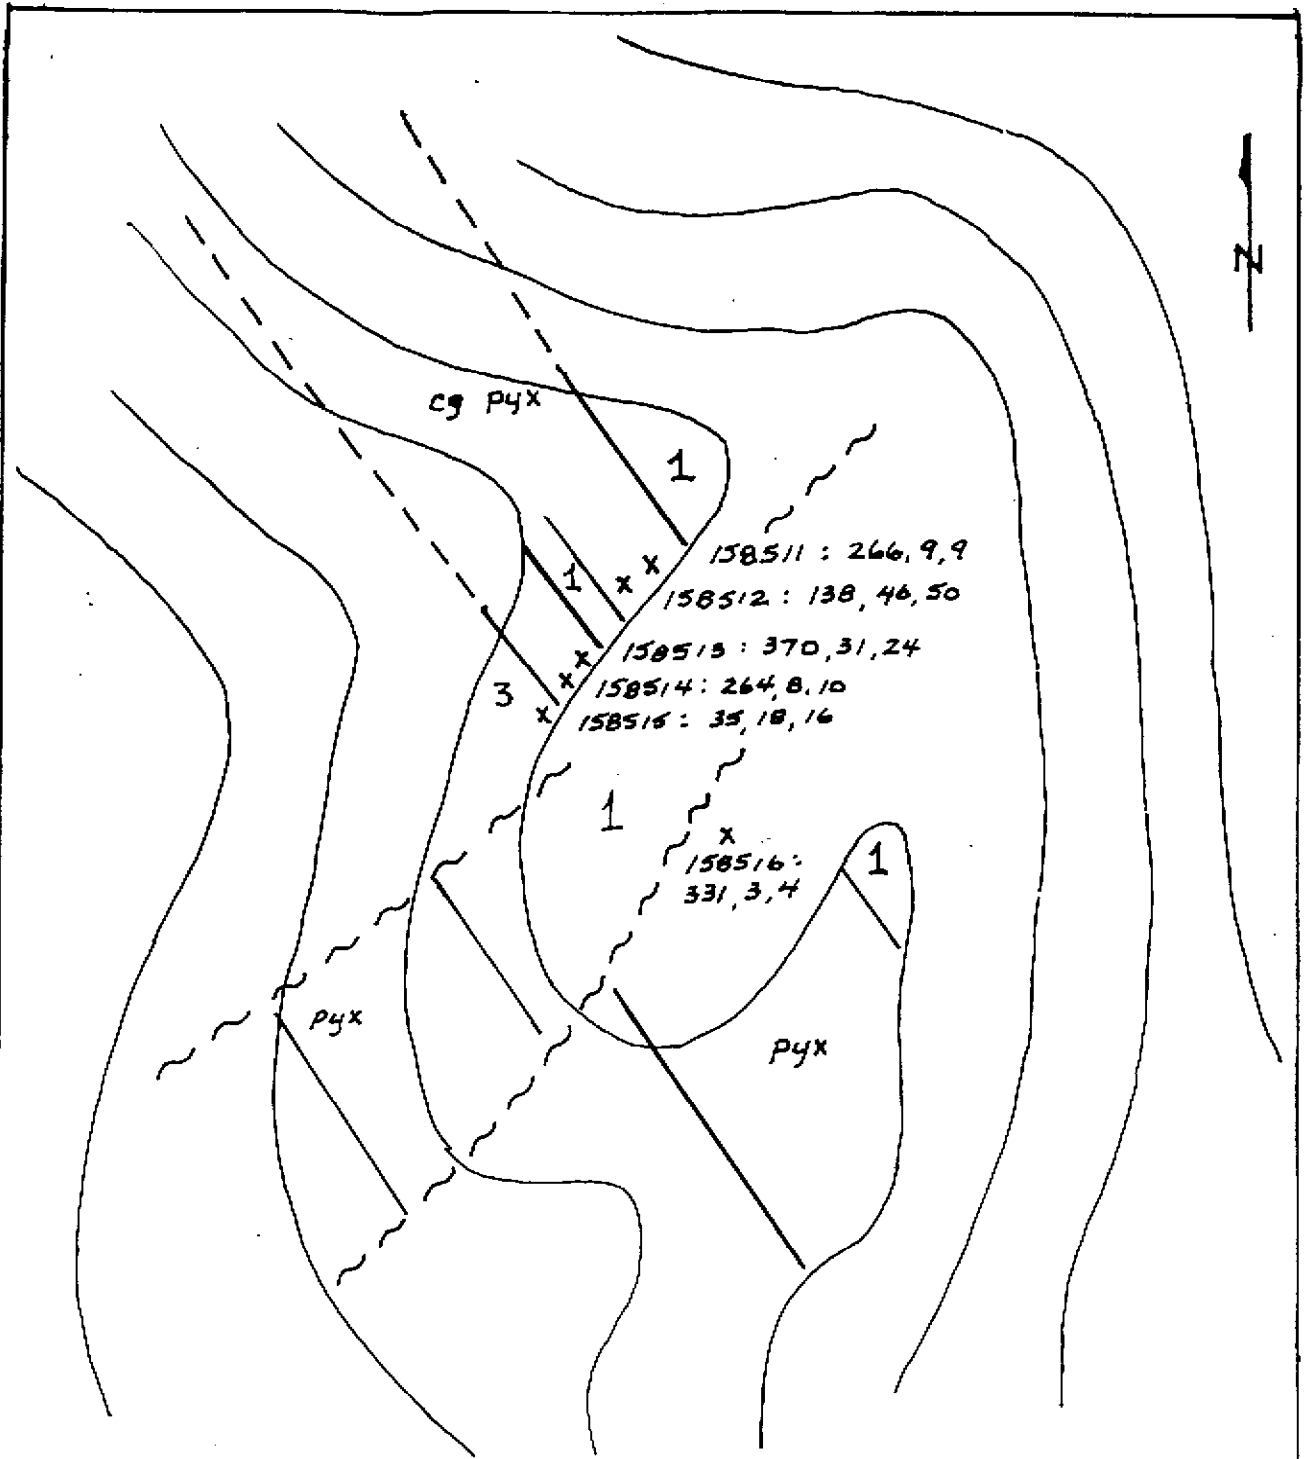 N
cg pyx
1
158511 : 266, 9, 9
1
158512 : 138, 46, 50
158513 : 370, 31, 24
3
158514 : 264, 8, 10
158515 : 35, 18, 16
1
158516 :
331, 3, 4
1
pyx
pyx